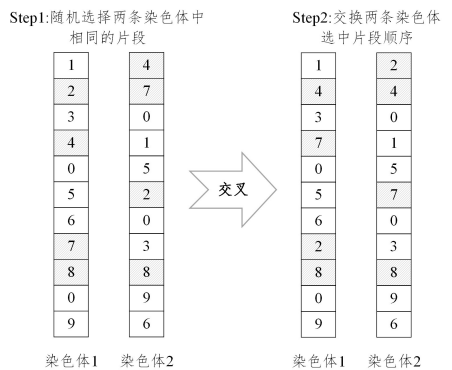 Step1:随机选择两条染色体中
相同的片段
Step2:交换两条染色体
选中片段顺序
1 4 1 2
2 7 4 4
3 0 3 0
4 1 7 1
0 5 0 5
5 2 5 7
6 0 6 0
7 3 2 3
8 8 8 8
0 9 0 9
9 6 9 6
交叉
染色体1 染色体2 染色体1 染色体2